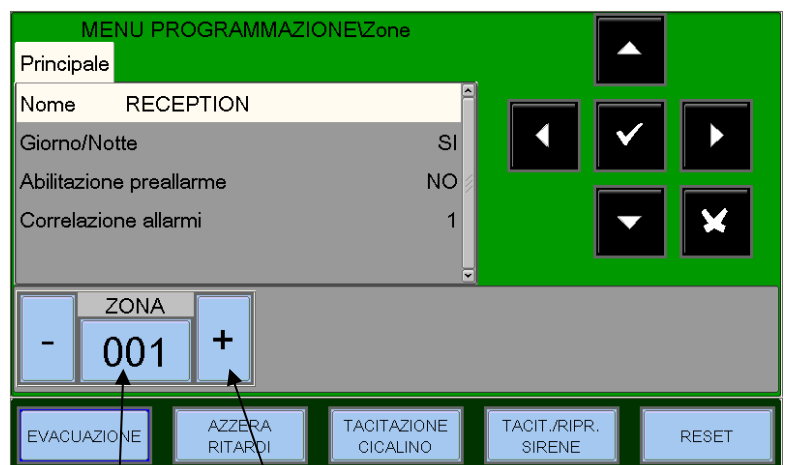 MENU PROGRAMMAZIONE\Zone
Principale
Nome RECEPTION
Giorno/Notte SI
Abilitazione preallarme NO
Correlazione allarmi 1
ZONA
- 001 +
EVACUAZIONE
AZZERA
RITARDI
TACITAZIONE
CICALINO
TACIT./RIPR.
SIRENE
RESET